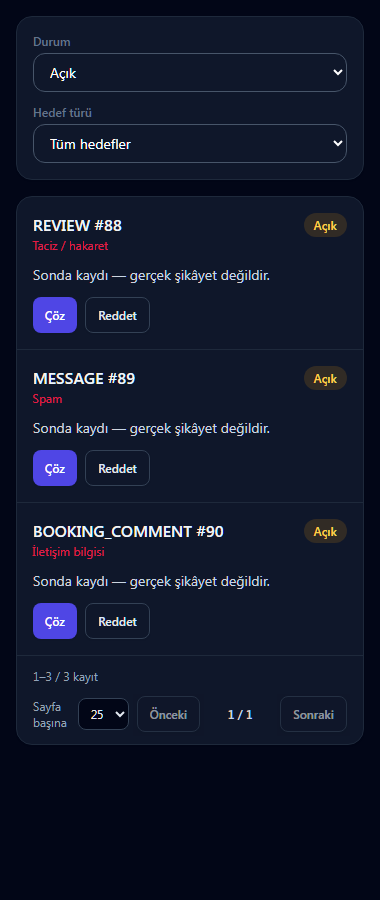 Durum
Açık
Hedef türü
Tüm hedefler
REVIEW #88
Açık
Taciz / hakaret
Sonda kaydı — gerçek şikâyet değildir.
Çöz
Reddet
MESSAGE #89
Açık
Spam
Sonda kaydı — gerçek şikâyet değildir.
Çöz
Reddet
BOOKING_COMMENT #90
Açık
İletişim bilgisi
Sonda kaydı — gerçek şikâyet değildir.
Çöz
Reddet
1–3 / 3 kayıt
Sayfa
başına
25
Önceki
1 / 1
Sonraki